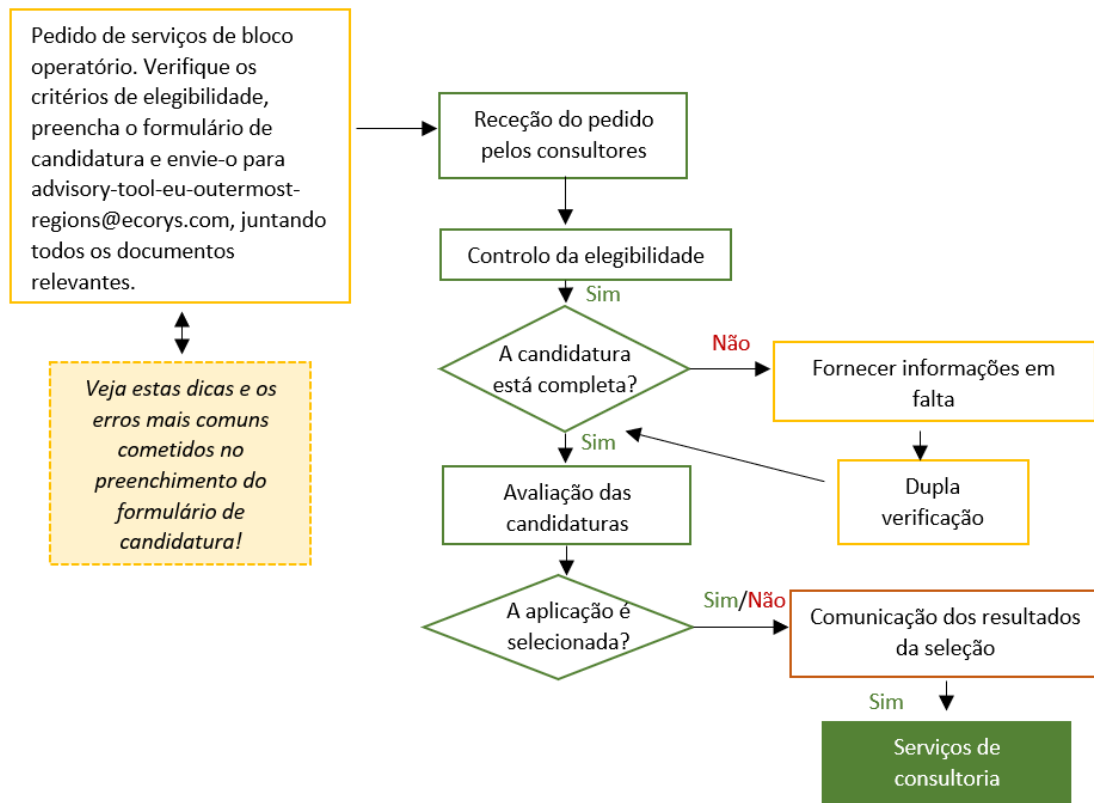 Pedido de serviços de bloco
operatório. Verifique os
critérios de elegibilidade,
preencha o formulário de
candidatura e envie-o para
advisory-tool-eu-outermost-
regions@ecorys.com, juntando
todos os documentos
relevantes.
Veja estas dicas e os
erros mais comuns
cometidos no
preenchimento do
formulário de
candidatura!
Receção do pedido
pelos consultores
Controlo da elegibilidade
Sim
A candidatura
está completa?
Não
Fornecer informações em
falta
Dupla
verificação
Sim
Avaliação das
candidaturas
A aplicação é
selecionada?
Sim/Não
Comunicação dos resultados
da seleção
Sim
Serviços de
consultoria